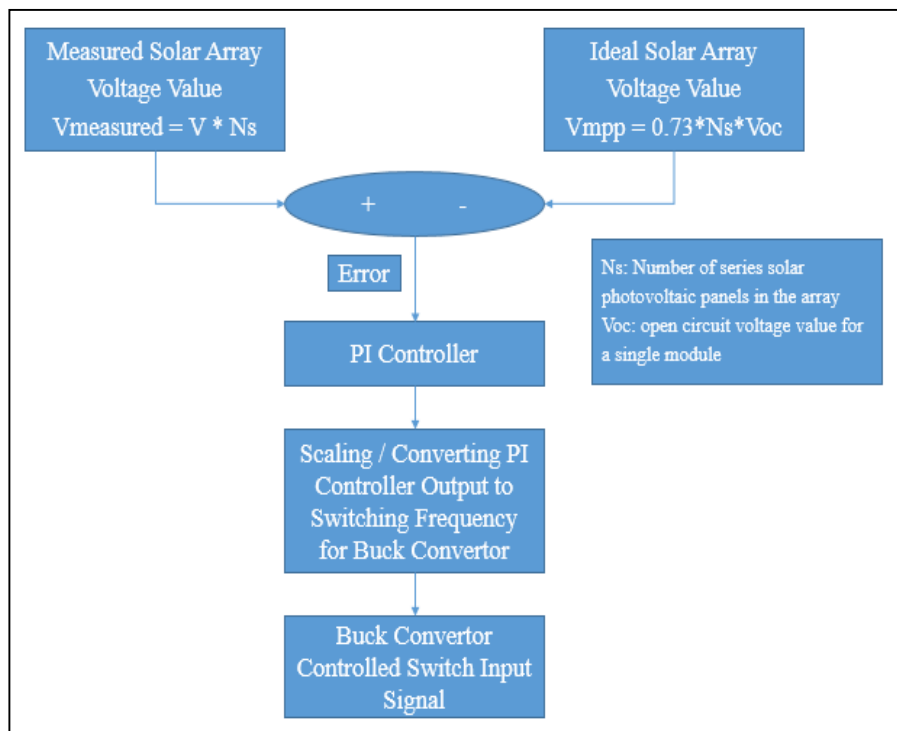 Measured Solar Array
Voltage Value
Vmeasured = V * Ns
Ideal Solar Array
Voltage Value
Vmpp = 0.73*Ns*Voc
+ -
Error
Ns: Number of series solar
photovoltaic panels in the array
Voc: open circuit voltage value for
a single module
PI Controller
Scaling / Converting PI
Controller Output to
Switching Frequency
for Buck Convertor
Buck Convertor
Controlled Switch Input
Signal